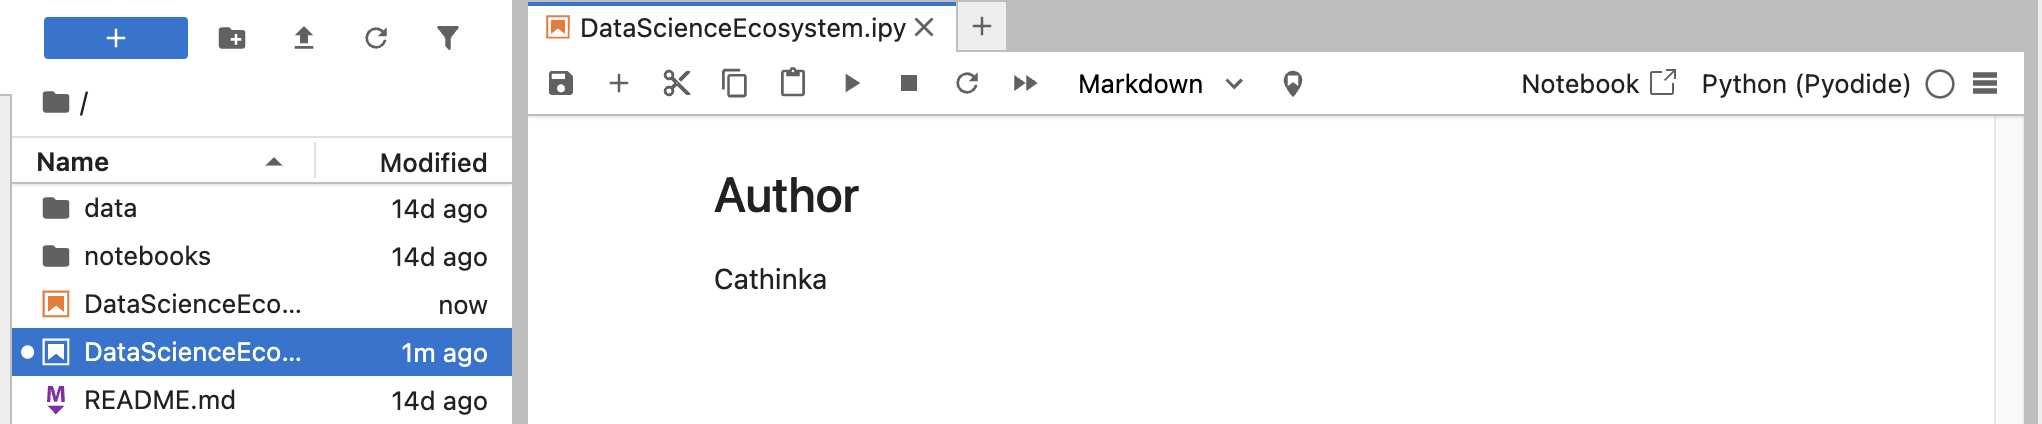 DataScienceEcosystem.ipy
Markdown
Notebook
Python (Pyodide)
/
Name Modified
data 14d ago
notebooks 14d ago
DataScienceEco... now
DataScienceEco... 1m ago
M README.md 14d ago
Author
Cathinka